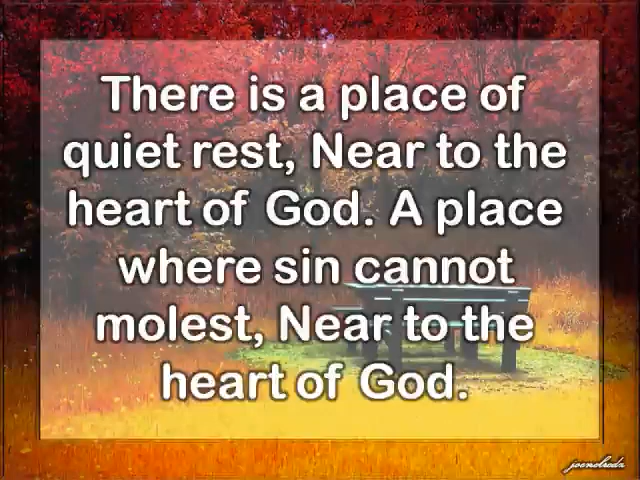 There is a place of
quiet rest, Near to the
heart of God. A place
where sin cannot
molest, Near to the
heart of God.